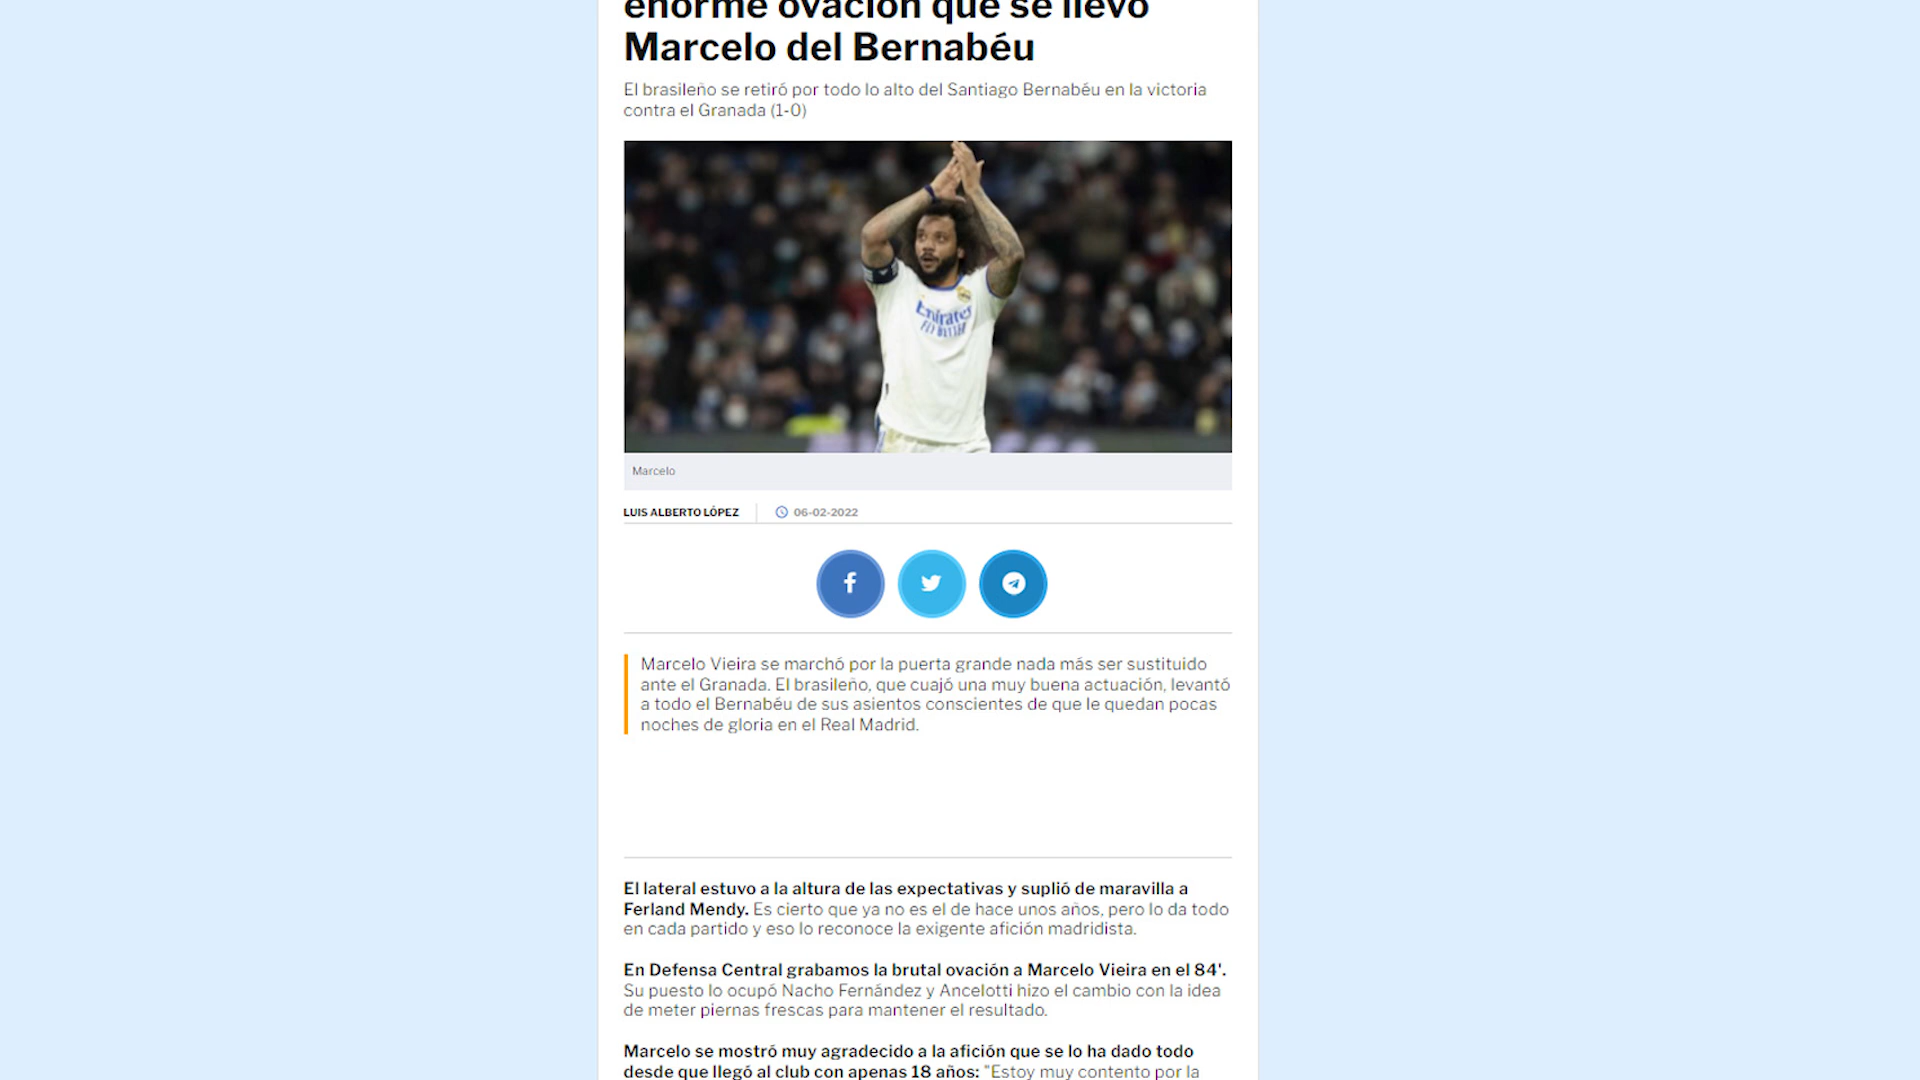 enorme ovación que se llevó
Marcelo del Bernabéu
El brasileño se retiró por todo lo alto del Santiago Bernabéu en la victoria
contra el Granada (1-0)
Emirates
FLY BETTER
Marcelo
LUIS ALBERTO LÓPEZ
06-02-2022
Marcelo Vieira se marchó por la puerta grande nada más ser sustituido
ante el Granada. El brasileño, que cuajó una muy buena actuación, levantó
a todo el Bernabéu de sus asientos conscientes de que le quedan pocas
noches de gloria en el Real Madrid.
El lateral estuvo a la altura de las expectativas y suplió de maravilla a
Ferland Mendy. Es cierto que ya no es el de hace unos años, pero lo da todo
en cada partido y eso lo reconoce la exigente afición madridista.
En Defensa Central grabamos la brutal ovación a Marcelo Vieira en el 84'.
Su puesto lo ocupó Nacho Fernández y Ancelotti hizo el cambio con la idea
de meter piernas frescas para mantener el resultado.
Marcelo se mostró muy agradecido a la afición que se lo ha dado todo
desde que llegó al club con apenas 18 años: "Estoy muy contento por la